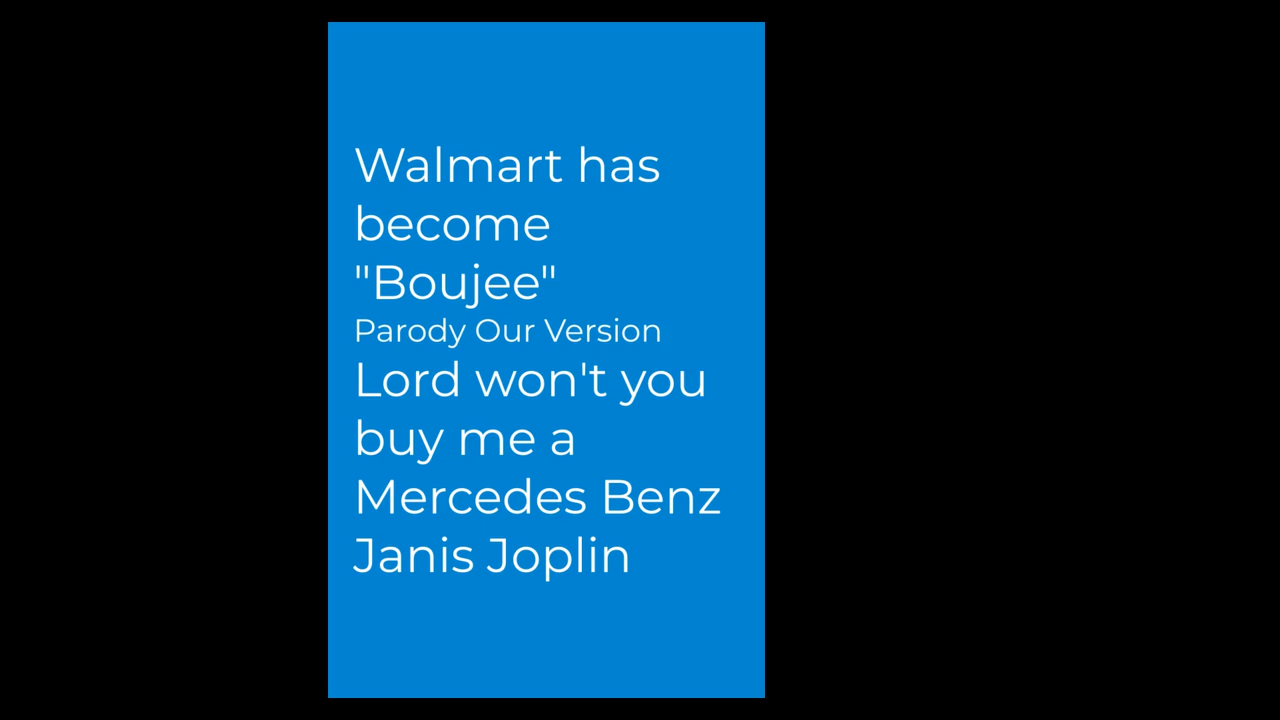 Walmart has
become
"Boujee"
Parody Our Version
Lord won't you
buy me a
Mercedes Benz
Janis Joplin